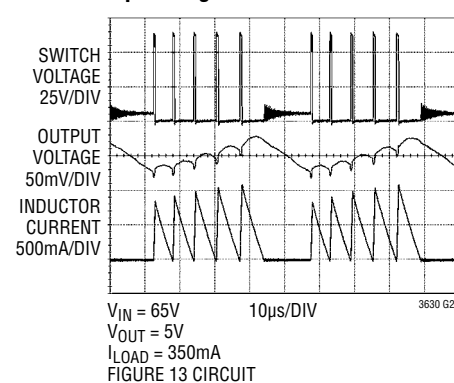 SWITCH
VOLTAGE
25V/DIV
OUTPUT
VOLTAGE
50mV/DIV
INDUCTOR
CURRENT
500mA/DIV
VIN = 65V
10µs/DIV
3630 G2
VOUT = 5V
ILOAD = 350mA
FIGURE 13 CIRCUIT